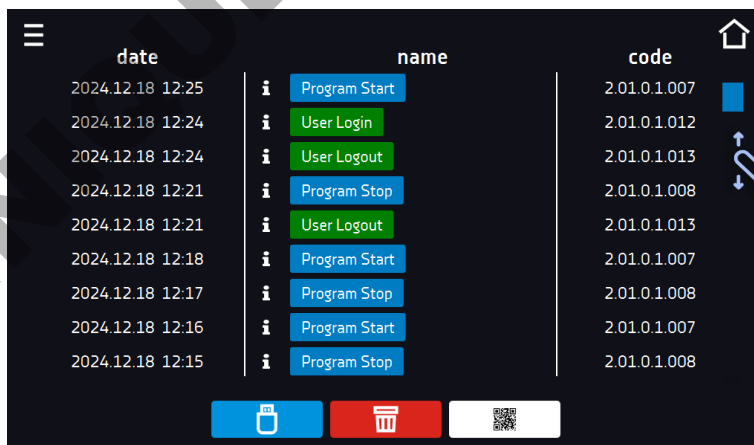 date name code
2024.12.18 12:25 i Program Start 2.01.0.1.007
2024.12.18 12:24 i User Login 2.01.0.1.012
2024.12.18 12:24 i User Logout 2.01.0.1.013
2024.12.18 12:21 i Program Stop 2.01.0.1.008
2024.12.18 12:21 i User Logout 2.01.0.1.013
2024.12.18 12:18 i Program Start 2.01.0.1.007
2024.12.18 12:17 i Program Stop 2.01.0.1.008
2024.12.18 12:16 i Program Start 2.01.0.1.007
2024.12.18 12:15 i Program Stop 2.01.0.1.008